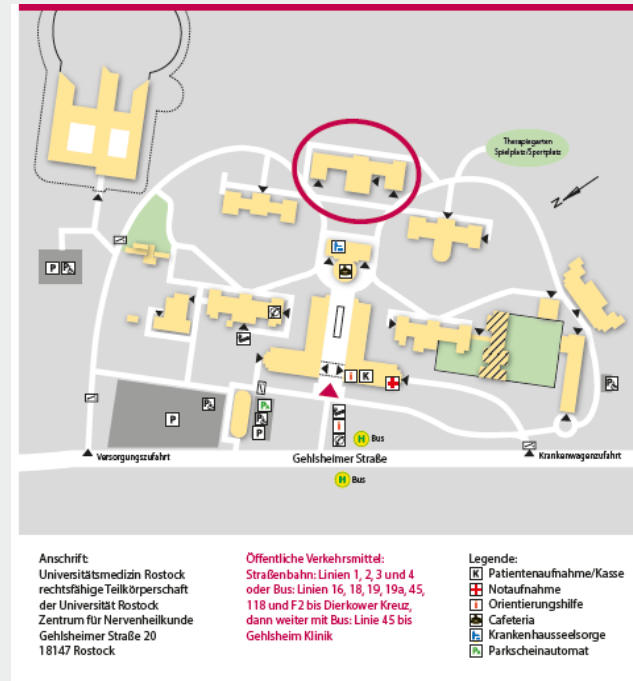 Therapiegarten
Spielplatz/Sportplatz
N
P P
P
P
P
i K
i
H Bus
Versorgungszufahrt
Gehlsheimer Straße
Krankenwagenzufahrt
H Bus
Anschrift:
Universitätsmedizin Rostock
rechtsfähige Teilkörperschaft
der Universität Rostock
Zentrum für Nervenheilkunde
Gehlsheimer Straße 20
18147 Rostock
Öffentliche Verkehrsmittel:
Straßenbahn: Linien 1, 2, 3 und 4
oder Bus: Linien 16, 18, 19, 19a, 45,
118 und F2 bis Dierkower Kreuz,
dann weiter mit Bus: Linie 45 bis
Gehlsheim Klinik
Legende:
K Patientenaufnahme/Kasse
Notaufnahme
i Orientierungshilfe
Cafeteria
Krankenhausseelsorge
P Parkscheinautomat